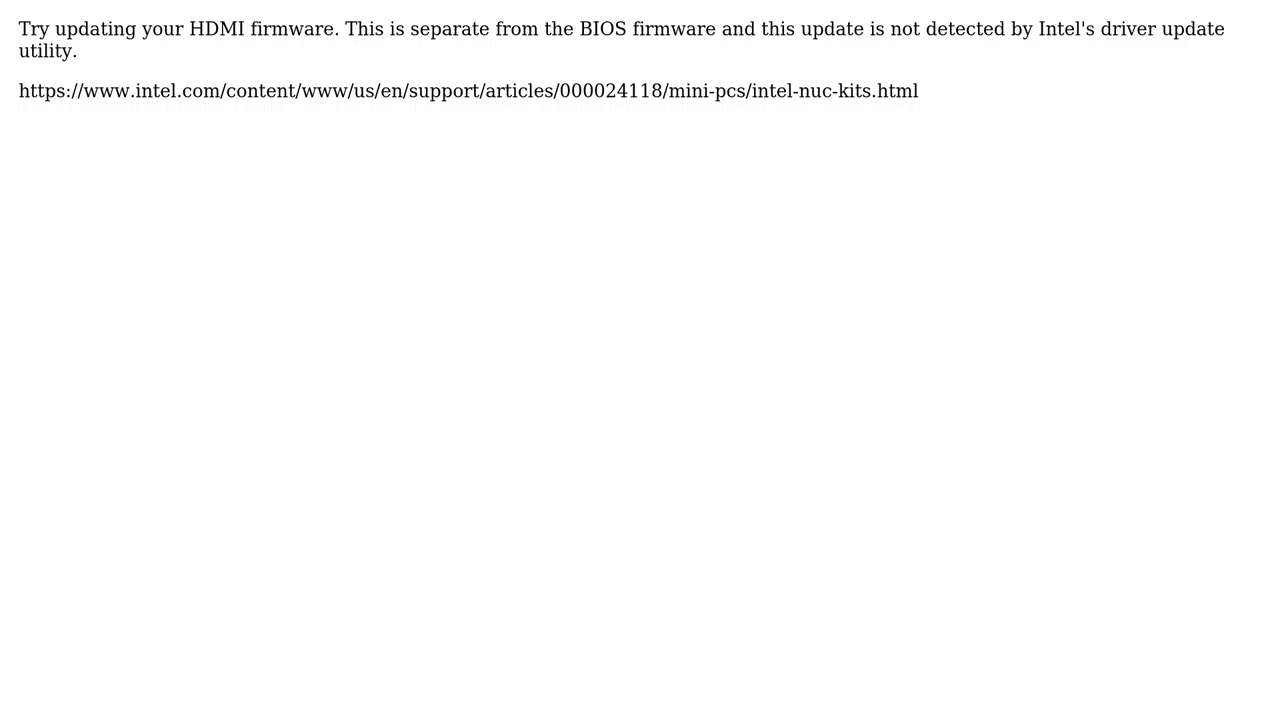 Try updating your HDMI firmware. This is separate from the BIOS firmware and this update is not detected by Intel's driver update
utility.
https://www.intel.com/content/www/us/en/support/articles/000024118/mini-pcs/intel-nuc-kits.html